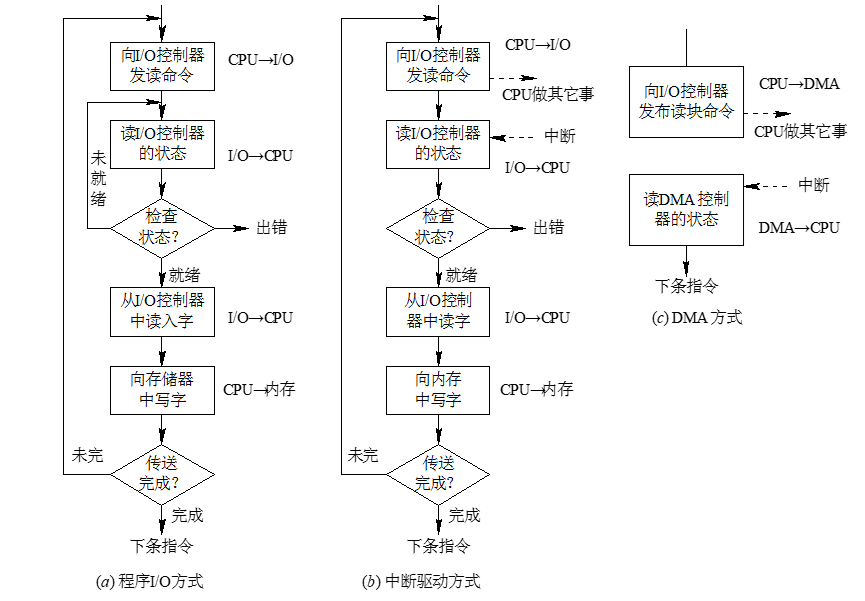 向I/O控制器
发读命令
CPU→I/O
读I/O控制器
的状态
I/O→CPU
未
就
绪
检查
状态?
出错
就绪
从I/O控制器
中读入字
I/O→CPU
向存储器
中写字
CPU→内存
未完
传送
完成?
完成
下条指令
(a) 程序I/O方式
向I/O控制器
发读命令
CPU→I/O
CPU做其它事
读I/O控制器
的状态
中断
I/O→CPU
检查
状态?
出错
就绪
从I/O控制
器中读字
I/O→CPU
向内存
中写字
CPU→内存
未完
传送
完成?
完成
下条指令
(b) 中断驱动方式
向I/O控制器
发布读块命令
CPU→DMA
CPU做其它事
读DMA 控制
器的状态
中断
DMA→CPU
下条指令
(c) DMA 方式